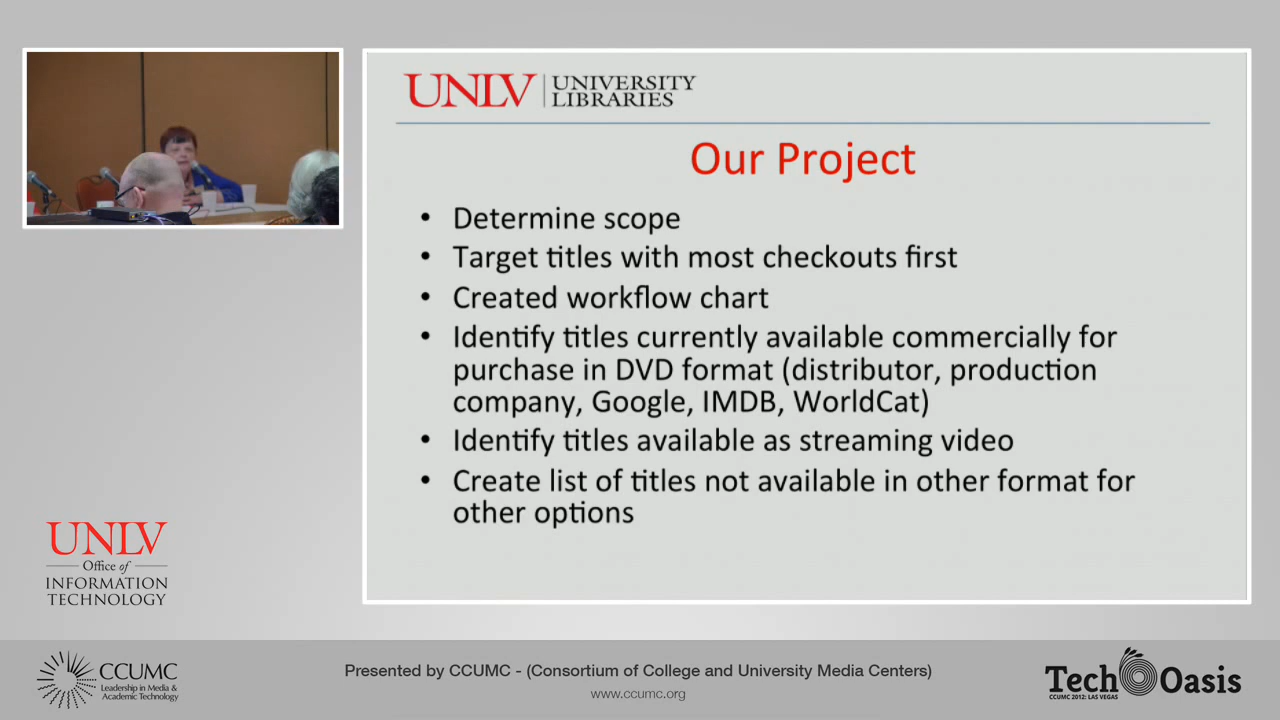 UNLV UNIVERSITY LIBRARIES
Our Project
• Determine scope
• Target titles with most checkouts first
• Created workflow chart
• Identify titles currently available commercially for
purchase in DVD format (distributor, production
company, Google, IMDB, WorldCat)
• Identify titles available as streaming video
• Create list of titles not available in other format for
other options
UNLV
Office of
INFORMATION
TECHNOLOGY
CCUMC
Leadership in Media &
Academic Technology
Presented by CCUMC - (Consortium of College and University Media Centers)
www.ccumc.org
Tech Oasis
CCUMC 2012: LAS VEGAS